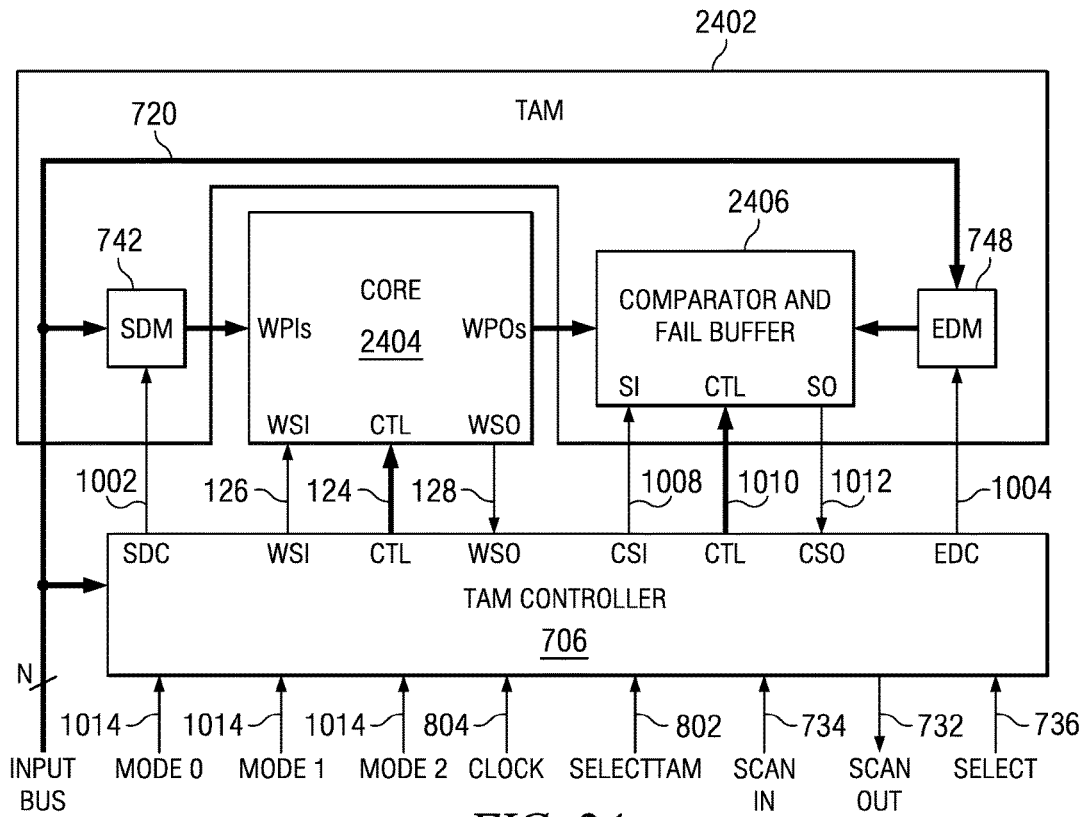 2402
TAM
720
2406
742
748
CORE
2404
COMPARATOR AND
FAIL BUFFER
SDM
WPIs
WPOs
EDM
SI CTL SO
WSI CTL WSO
1002
126
124
128
1008
1010
1012
1004
SDC WSI CTL WSO CSI CTL CSO EDC
TAM CONTROLLER
706
N
1014
1014
1014
804
802
734
732
736
INPUT
BUS
MODE 0
MODE 1
MODE 2
CLOCK
SELECTTAM
SCAN
IN
SCAN
OUT
SELECT